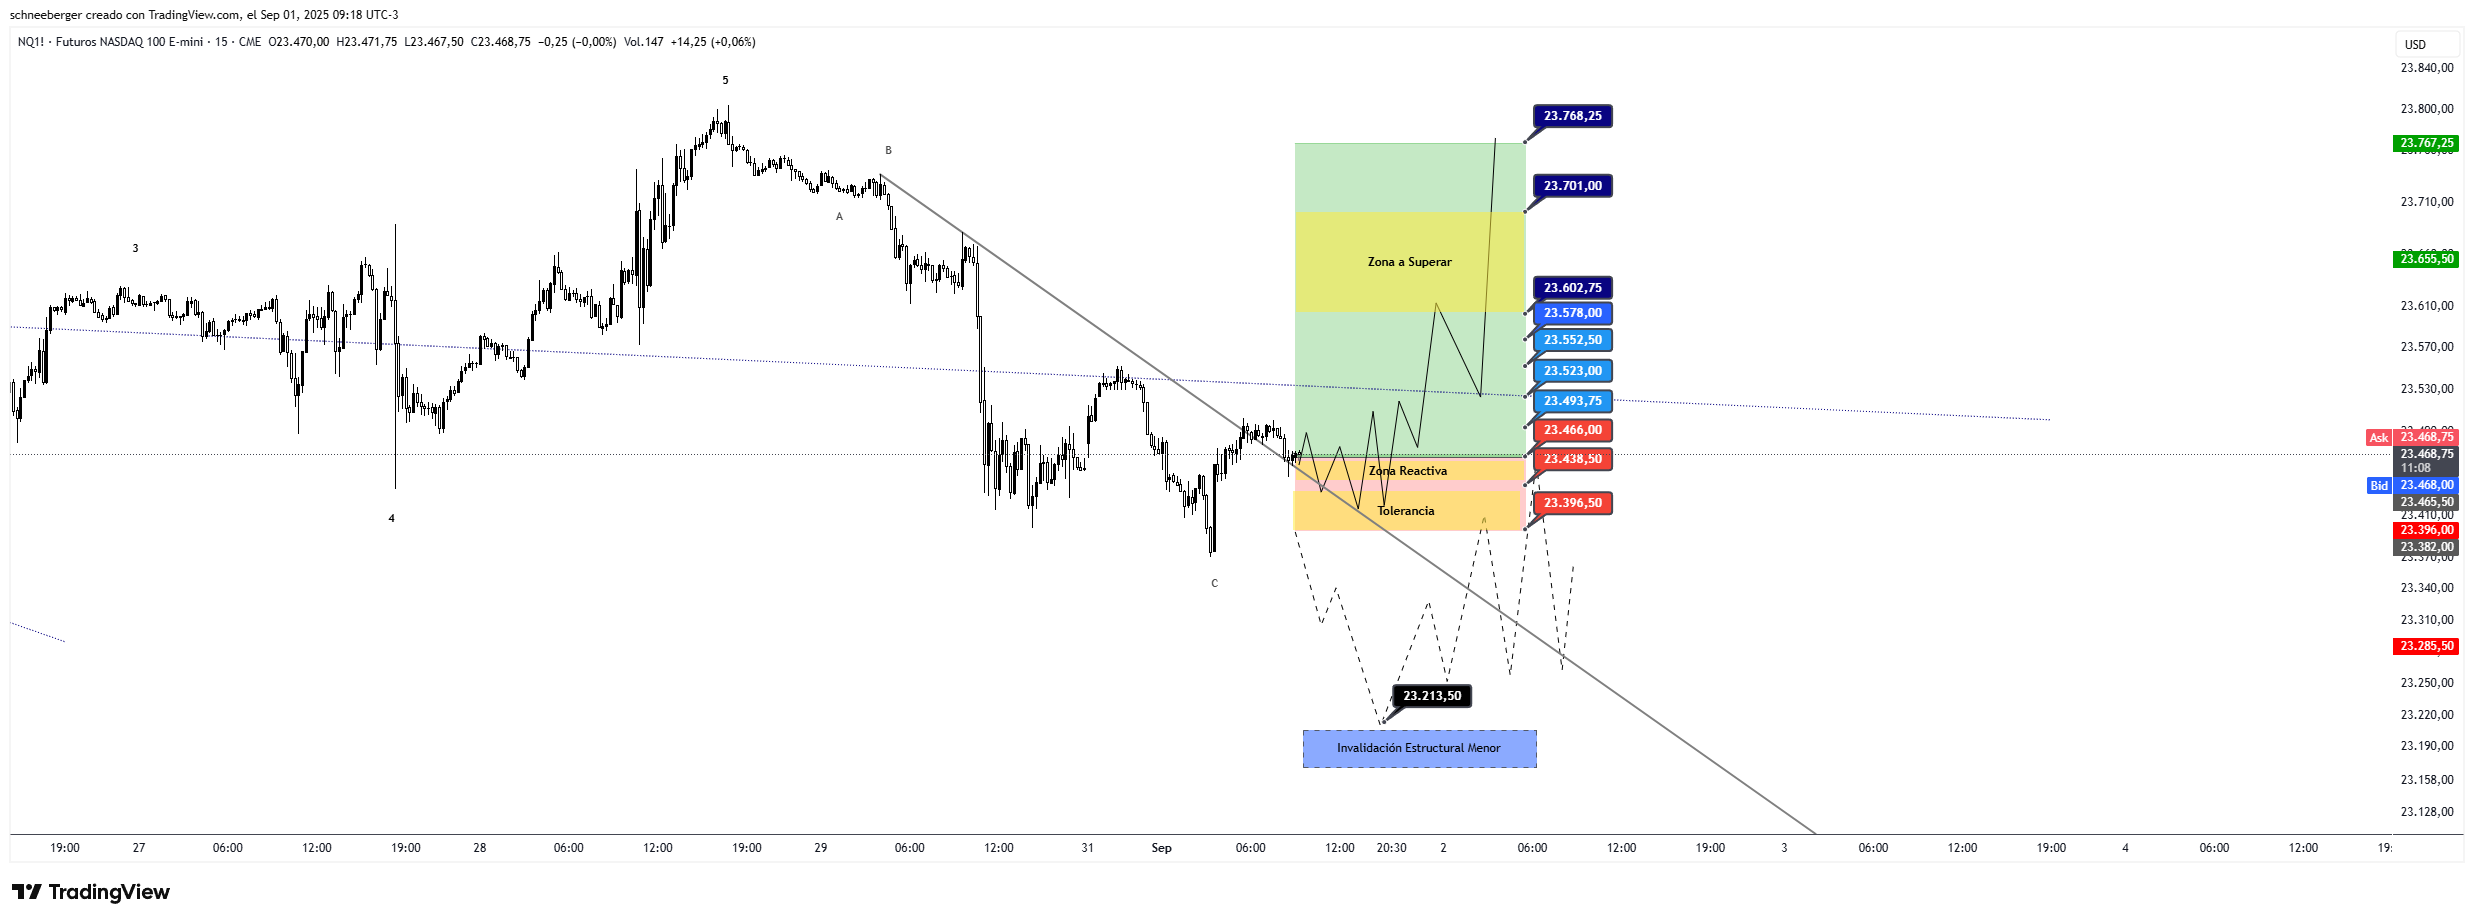 schneeberger creado con TradingView.com, el Sep 01, 2025 09:18 UTC-3
NQ1! · Futuros NASDAQ 100 E-mini · 15 · CME O23.470,00 H23.471,75 L23.467,50 C23.468,75 −0,25 (−0,00%) Vol.147 +14,25 (+0,06%)
USD
23.840,00
23.800,00
23.767,25
23.710,00
23.655,50
23.610,00
23.570,00
23.530,00
Ask 23.468,75
23.468,75
11:08
Bid 23.468,00
23.465,50
23.410,00
23.396,00
23.382,00
23.370,00
23.340,00
23.310,00
23.285,50
23.250,00
23.220,00
23.190,00
23.158,00
23.128,00
3
4
5
A
B
C
23.768,25
23.701,00
Zona a Superar
23.602,75
23.578,00
23.552,50
23.523,00
23.493,75
23.466,00
23.438,50
Zona Reactiva
23.396,50
Tolerancia
23.213,50
Invalidación Estructural Menor
19:00 27 06:00 12:00 19:00 28 06:00 12:00 19:00 29 06:00 12:00 31 Sep 06:00 12:00 20:30 2 06:00 12:00 19:00 3 06:00 12:00 19:00 4 06:00 12:00 19:
TradingView